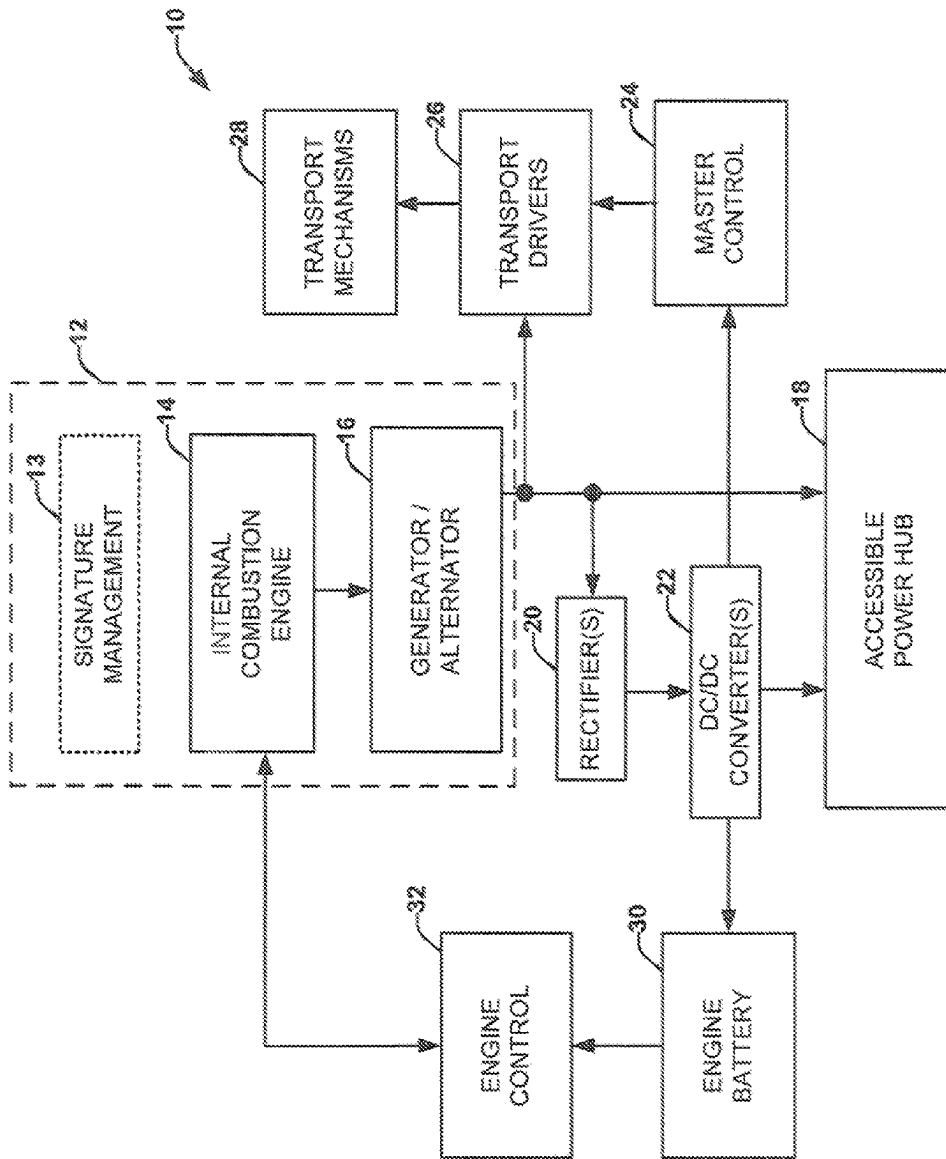 10
12
13
SIGNATURE
MANAGEMENT
14
INTERNAL
COMBUSTION
ENGINE
16
GENERATOR /
ALTERNATOR
28
TRANSPORT
MECHANISMS
26
TRANSPORT
DRIVERS
24
MASTER
CONTROL
20
RECTIFIER(S)
22
DC/DC
CONVERTER(S)
18
ACCESSIBLE
POWER HUB
32
ENGINE
CONTROL
30
ENGINE
BATTERY